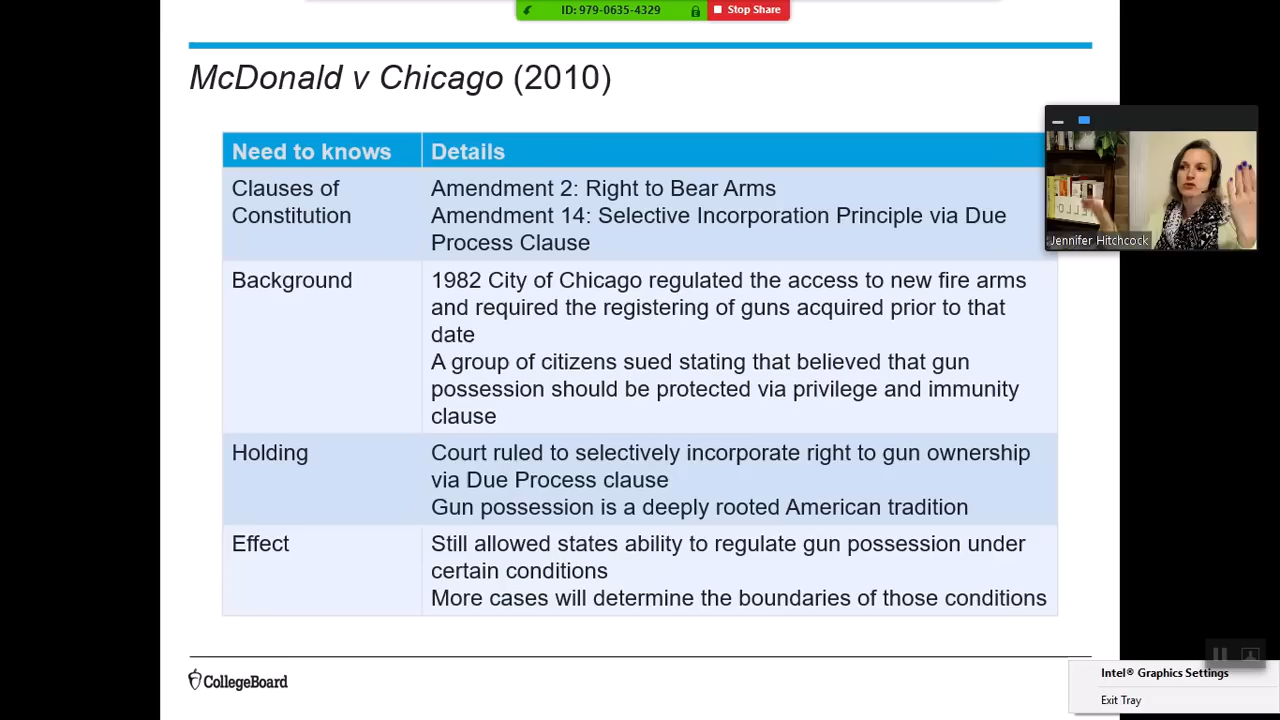 ID: 979-0635-4329
Stop Share
McDonald v Chicago (2010)
Need to knows
Details
Clauses of
Constitution
Amendment 2: Right to Bear Arms
Amendment 14: Selective Incorporation Principle via Due
Process Clause
Background
1982 City of Chicago regulated the access to new fire arms
and required the registering of guns acquired prior to that
date
A group of citizens sued stating that believed that gun
possession should be protected via privilege and immunity
clause
Holding
Court ruled to selectively incorporate right to gun ownership
via Due Process clause
Gun possession is a deeply rooted American tradition
Effect
Still allowed states ability to regulate gun possession under
certain conditions
More cases will determine the boundaries of those conditions
Jennifer Hitchcock
CollegeBoard
Intel® Graphics Settings
Exit Tray